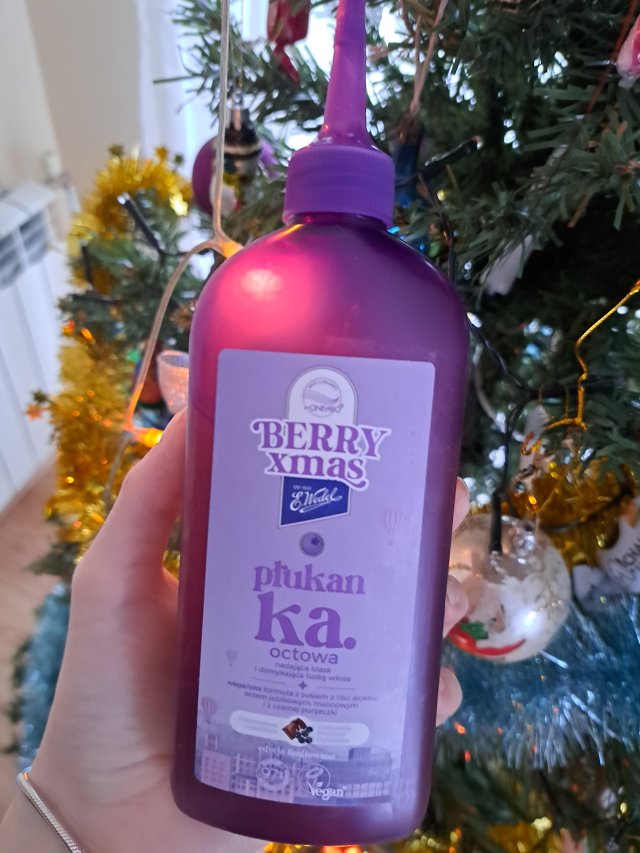 OnlyBio
BERRY
xmas
E.Wedel
płukan
ka.
octowa
nadająca blask
i domykająca łuskę włosa
wegańska formuła z sokiem z liści aloesu,
octem jabłkowym, malinowym
i z czarnej porzeczki
edycja limitowana
97%
Vegan